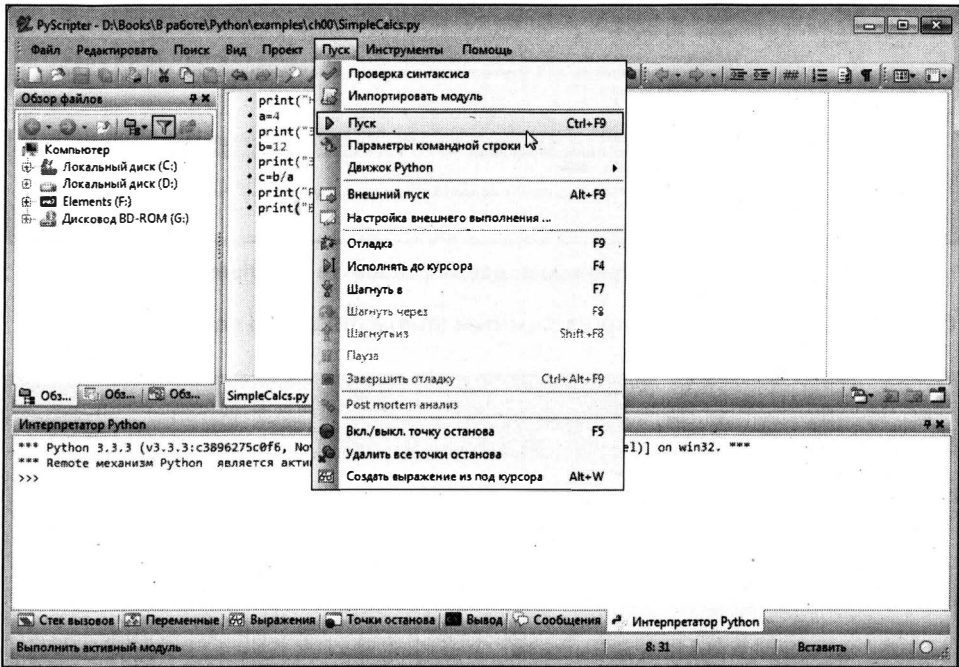 PyScripter - D:\Books\В работе\Python\examples\ch00\SimpleCalcs.py
Файл Редактировать Поиск Вид Проект Пуск Инструменты Помощь
Проверка синтаксиса
Импортировать модуль
Пуск Ctrl+F9
Параметры командной строки
Движок Python
Внешний пуск Alt+F9
Настройка внешнего выполнения ...
Отладка F9
Исполнять до курсора F4
Шагнуть в F7
Шагнуть через F8
Шагнуть из Shift+F8
Пауза
Завершить отладку Ctrl+Alt+F9
Post mortem анализ
Вкл./выкл. точку останова F5
Удалить все точки останова
Создать выражение из под курсора Alt+W
Обзор файлов
Компьютер
Локальный диск (C:)
Локальный диск (D:)
Elements (F:)
Дисковод BD-ROM (G:)
Обз... Обз... Обз...
print("
a=4
print("З
b=12
print("З
c=b/a
print("
print("
SimpleCalcs.py
Интерпретатор Python
*** Python 3.3.3 (v3.3.3:c3896275c0f6, No el)] on win32. ***
*** Remote механизм Python является акти
>>>
Стек вызовов Переменные Выражения Точки останова Вывод Сообщения Интерпретатор Python
Выполнить активный модуль 8: 31 Вставить